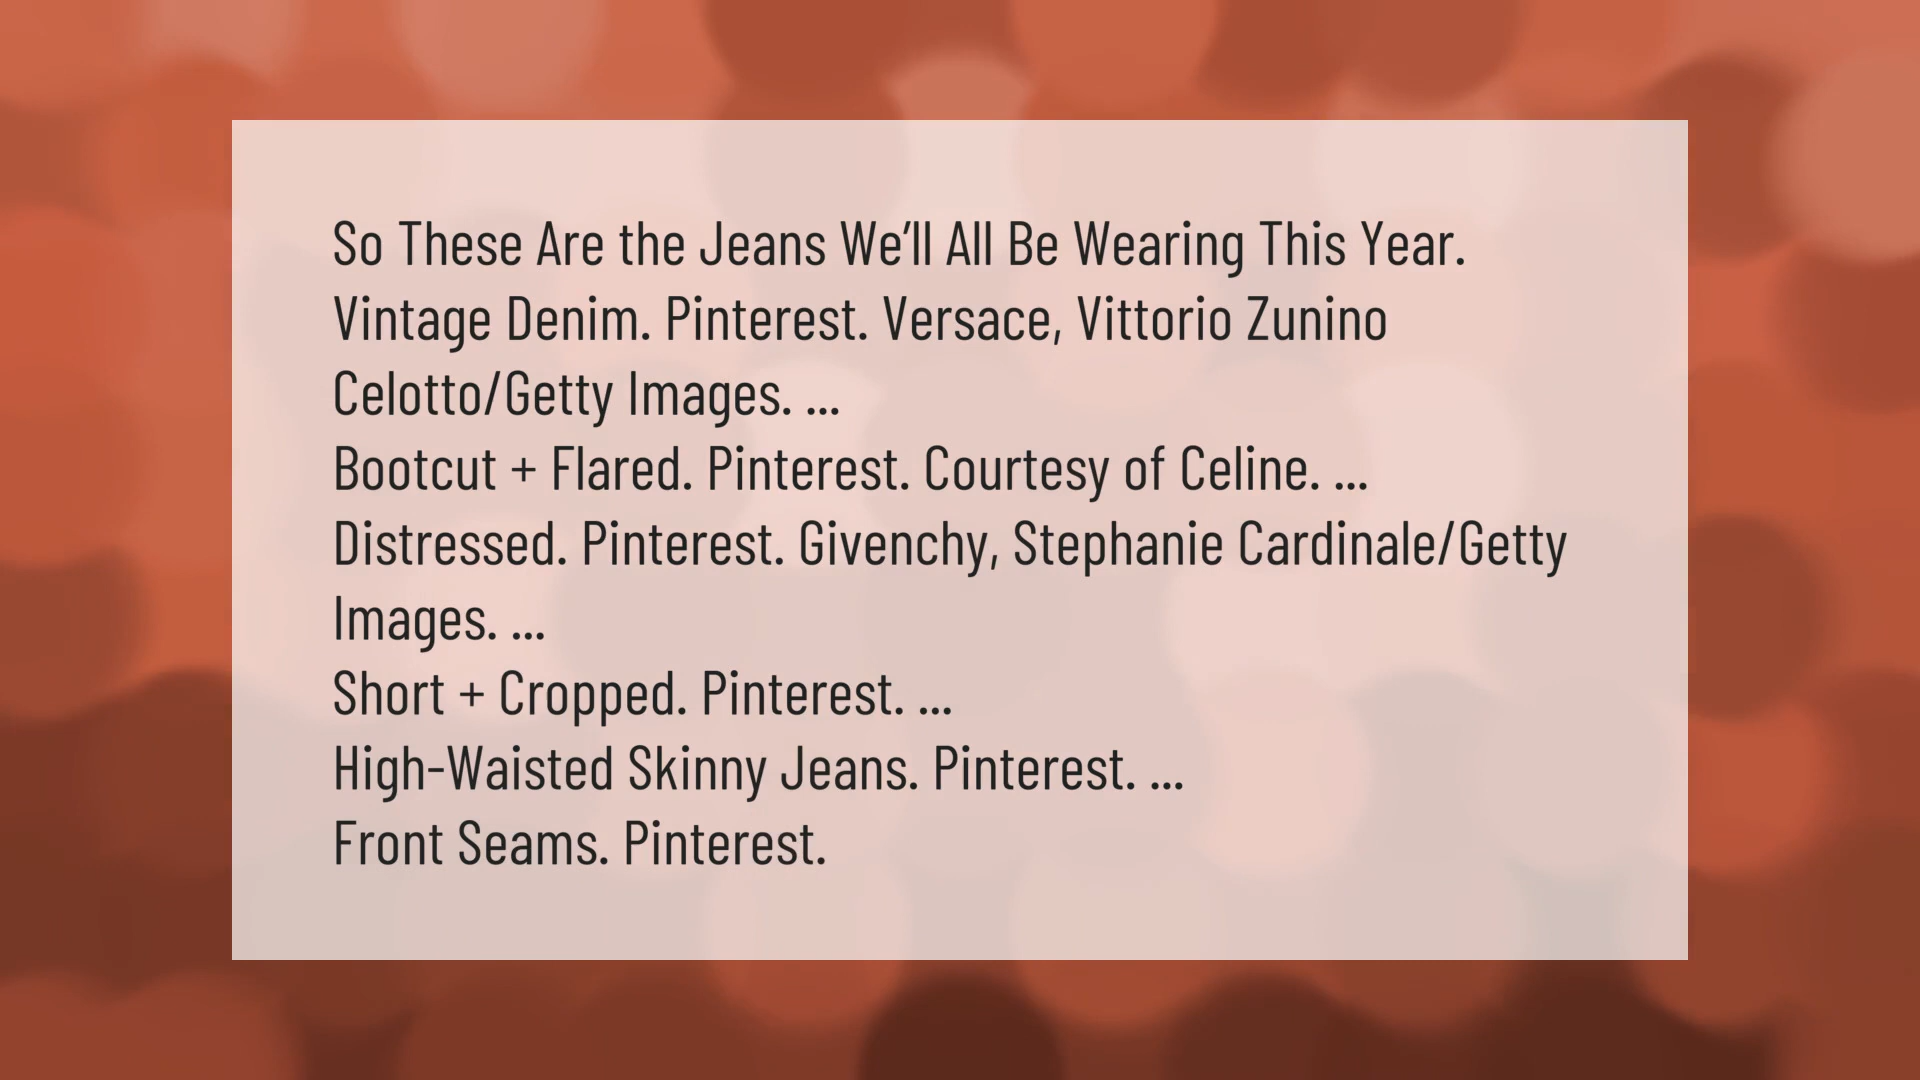 So These Are the Jeans We’ll All Be Wearing This Year.
Vintage Denim. Pinterest. Versace, Vittorio Zunino
Celotto/Getty Images. ...
Bootcut + Flared. Pinterest. Courtesy of Celine. ...
Distressed. Pinterest. Givenchy, Stephanie Cardinale/Getty
Images. ...
Short + Cropped. Pinterest. ...
High-Waisted Skinny Jeans. Pinterest. ...
Front Seams. Pinterest.